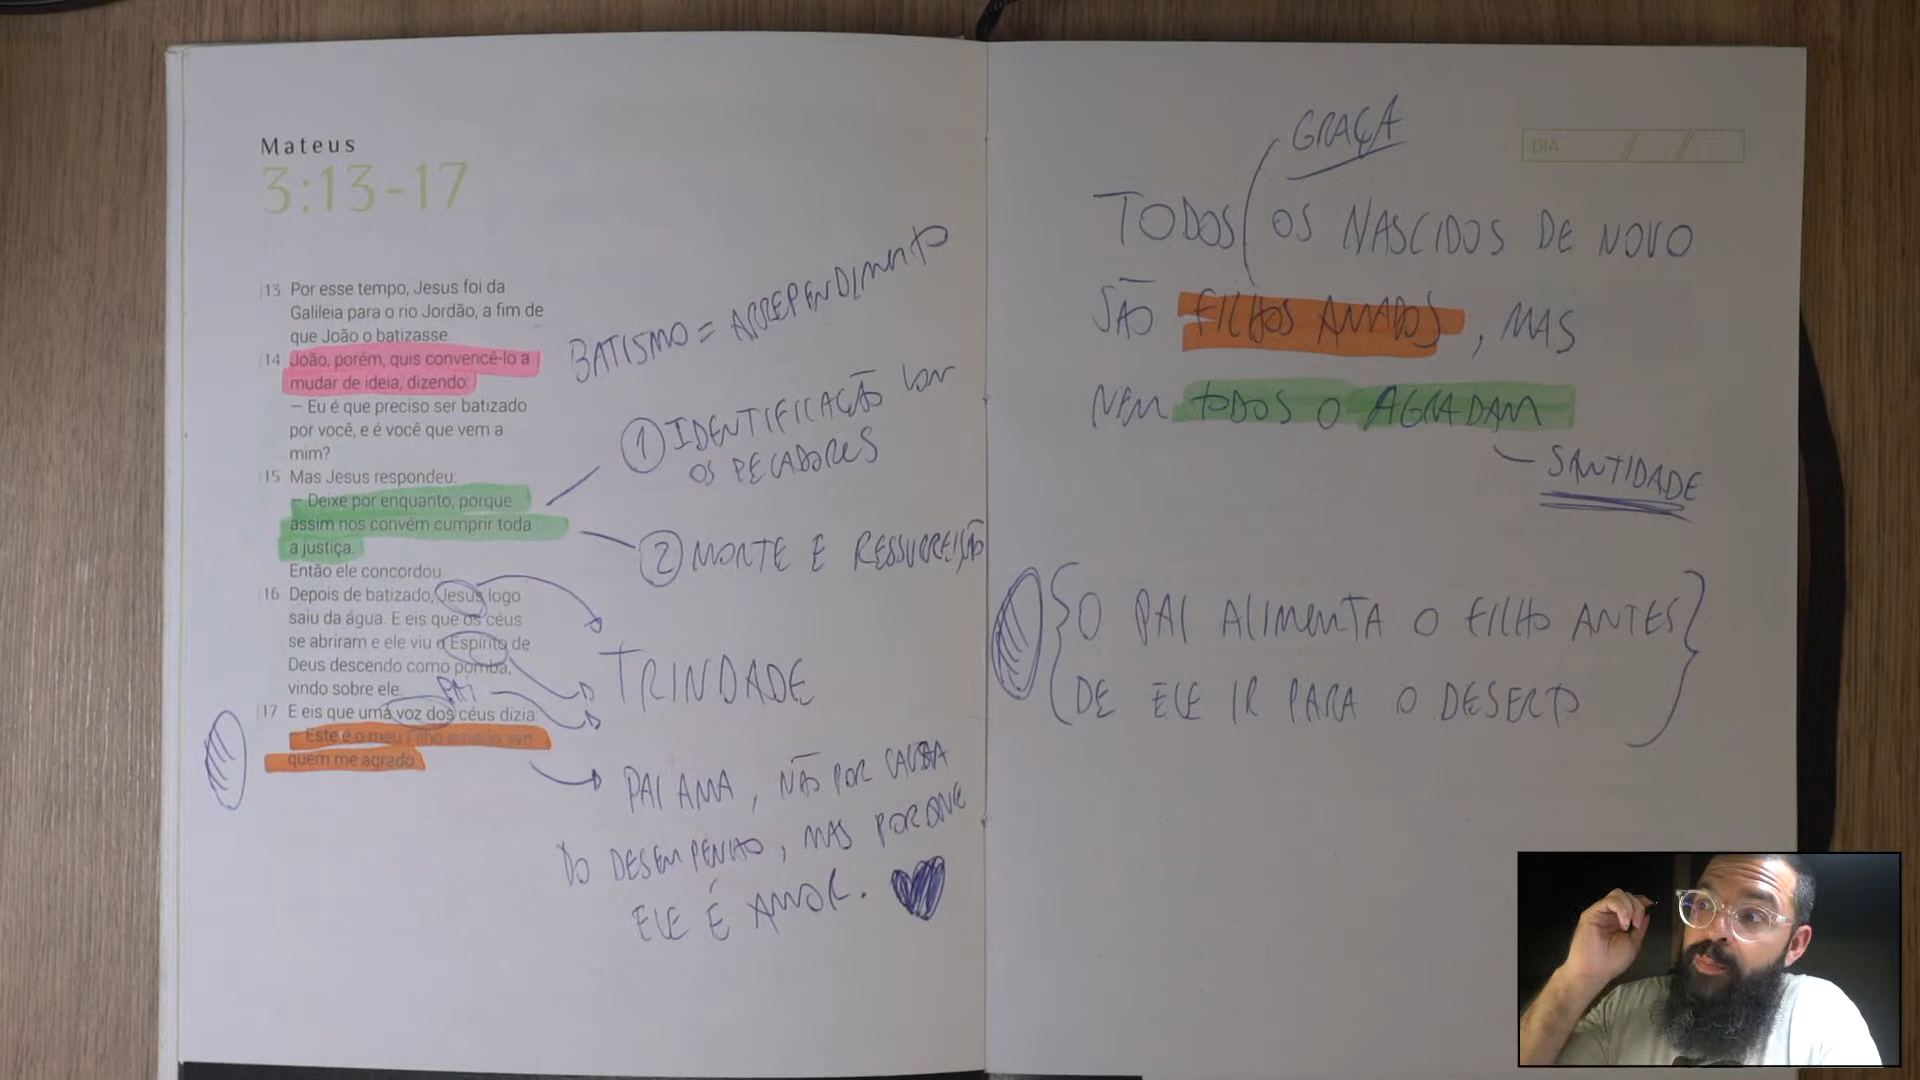 Mateus
3:13-17
13 Por esse tempo, Jesus foi da
Galileia para o rio Jordão, a fim de
que João o batizasse.
14 João, porém, quis convencê-lo a
mudar de ideia, dizendo:
— Eu é que preciso ser batizado
por você, e é você que vem a
mim?
15 Mas Jesus respondeu:
— Deixe por enquanto, porque
assim nos convém cumprir toda
a justiça.
Então ele concordou.
16 Depois de batizado, Jesus logo
saiu da água. E eis que os céus
se abriram e ele viu o Espírito de
Deus descendo como pomba,
vindo sobre ele.
PAI
17 E eis que uma voz dos céus dizia:
— Este é o meu Filho amado, em
quem me agrado.
BATISMO = ARREPENDIMENTO
1 IDENTIFICAÇÃO COM
OS PECADORES
2 MORTE E RESSURREIÇÃO
TRINDADE
PAI AMA, NÃO POR CAUSA
DO DESEMPENHO, MAS PORQUE
ELE É AMOR.
GRAÇA
DIA / /
TODOS OS NASCIDOS DE NOVO
SÃO FILHOS AMADOS, MAS
NEM TODOS O AGRADAM
SANTIDADE
O PAI ALIMENTA O FILHO ANTES
DE ELE IR PARA O DESERTO